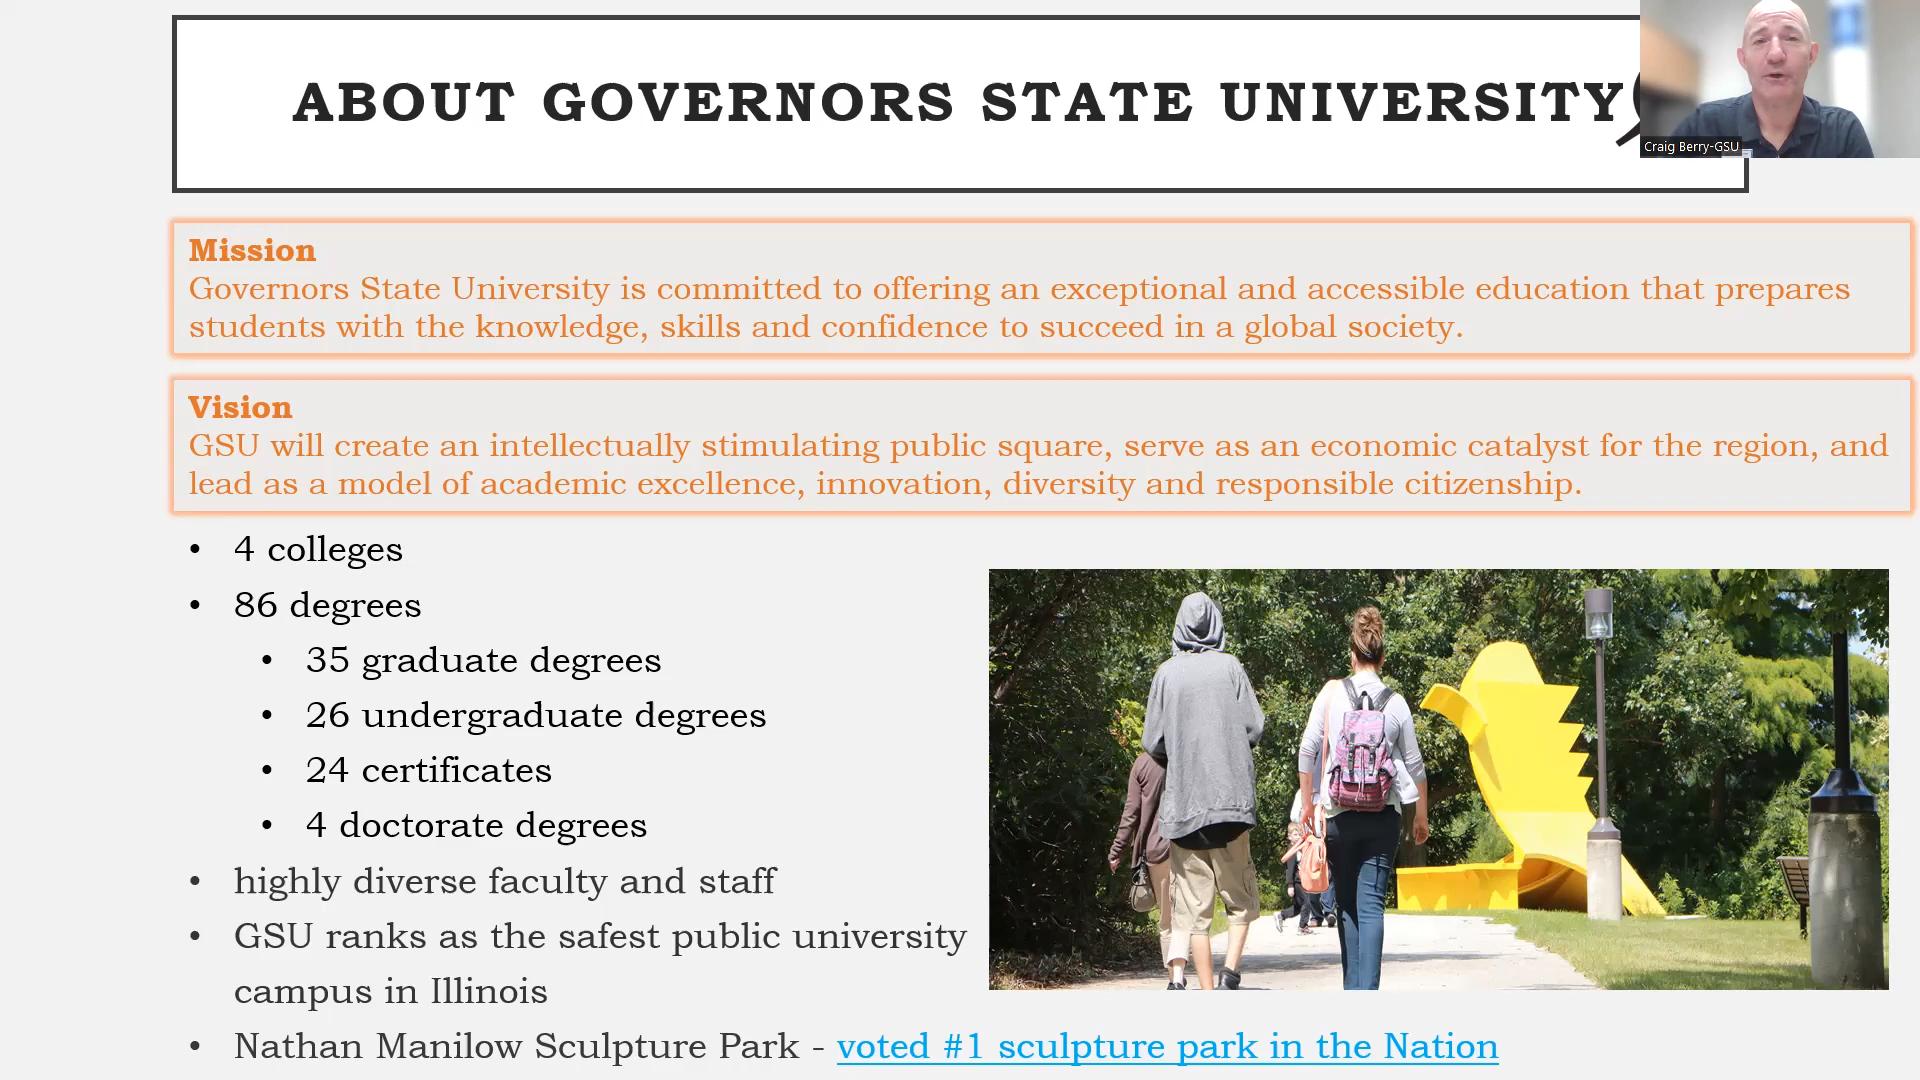 ABOUT GOVERNORS STATE UNIVERSITY
Craig Berry-GSU
Mission
Governors State University is committed to offering an exceptional and accessible education that prepares
students with the knowledge, skills and confidence to succeed in a global society.
Vision
GSU will create an intellectually stimulating public square, serve as an economic catalyst for the region, and
lead as a model of academic excellence, innovation, diversity and responsible citizenship.
• 4 colleges
• 86 degrees
• 35 graduate degrees
• 26 undergraduate degrees
• 24 certificates
• 4 doctorate degrees
• highly diverse faculty and staff
• GSU ranks as the safest public university
campus in Illinois
• Nathan Manilow Sculpture Park - voted #1 sculpture park in the Nation